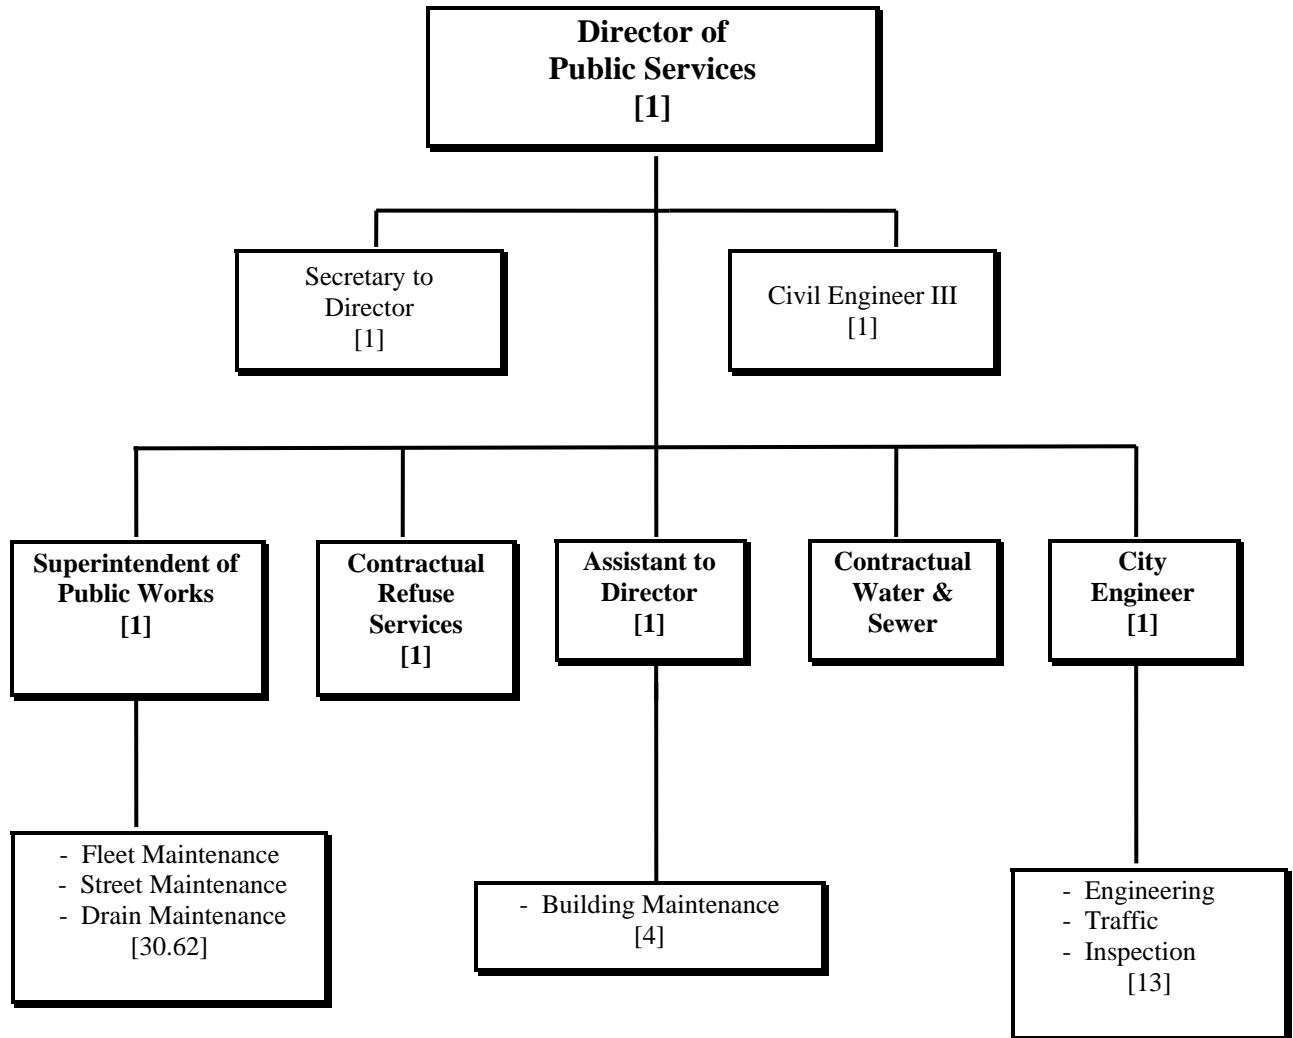 Director of
Public Services
[1]
Secretary to
Director
[1]
Civil Engineer III
[1]
Superintendent of
Public Works
[1]
Contractual
Refuse
Services
[1]
Assistant to
Director
[1]
Contractual
Water &
Sewer
City
Engineer
[1]
- Fleet Maintenance
- Street Maintenance
- Drain Maintenance
[30.62]
- Building Maintenance
[4]
- Engineering
- Traffic
- Inspection
[13]